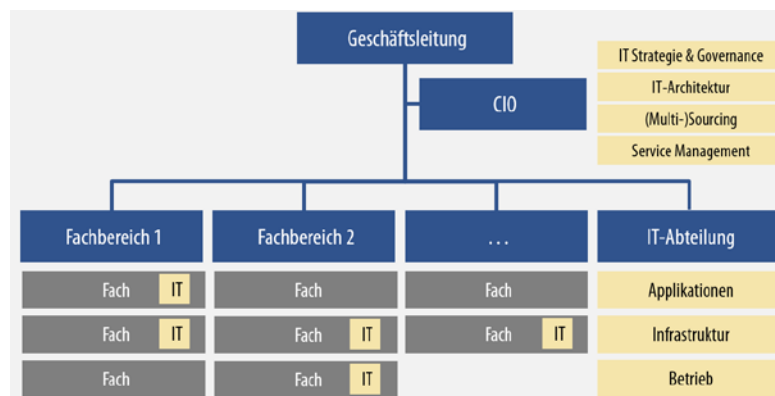 Geschäftsleitung
IT Strategie & Governance
IT-Architektur
CIO
(Multi-)Sourcing
Service Management
Fachbereich 1
Fachbereich 2
...
IT-Abteilung
Fach IT
Fach
Fach
Applikationen
Fach IT
Fach IT
Fach IT
Infrastruktur
Fach
Fach IT
Betrieb